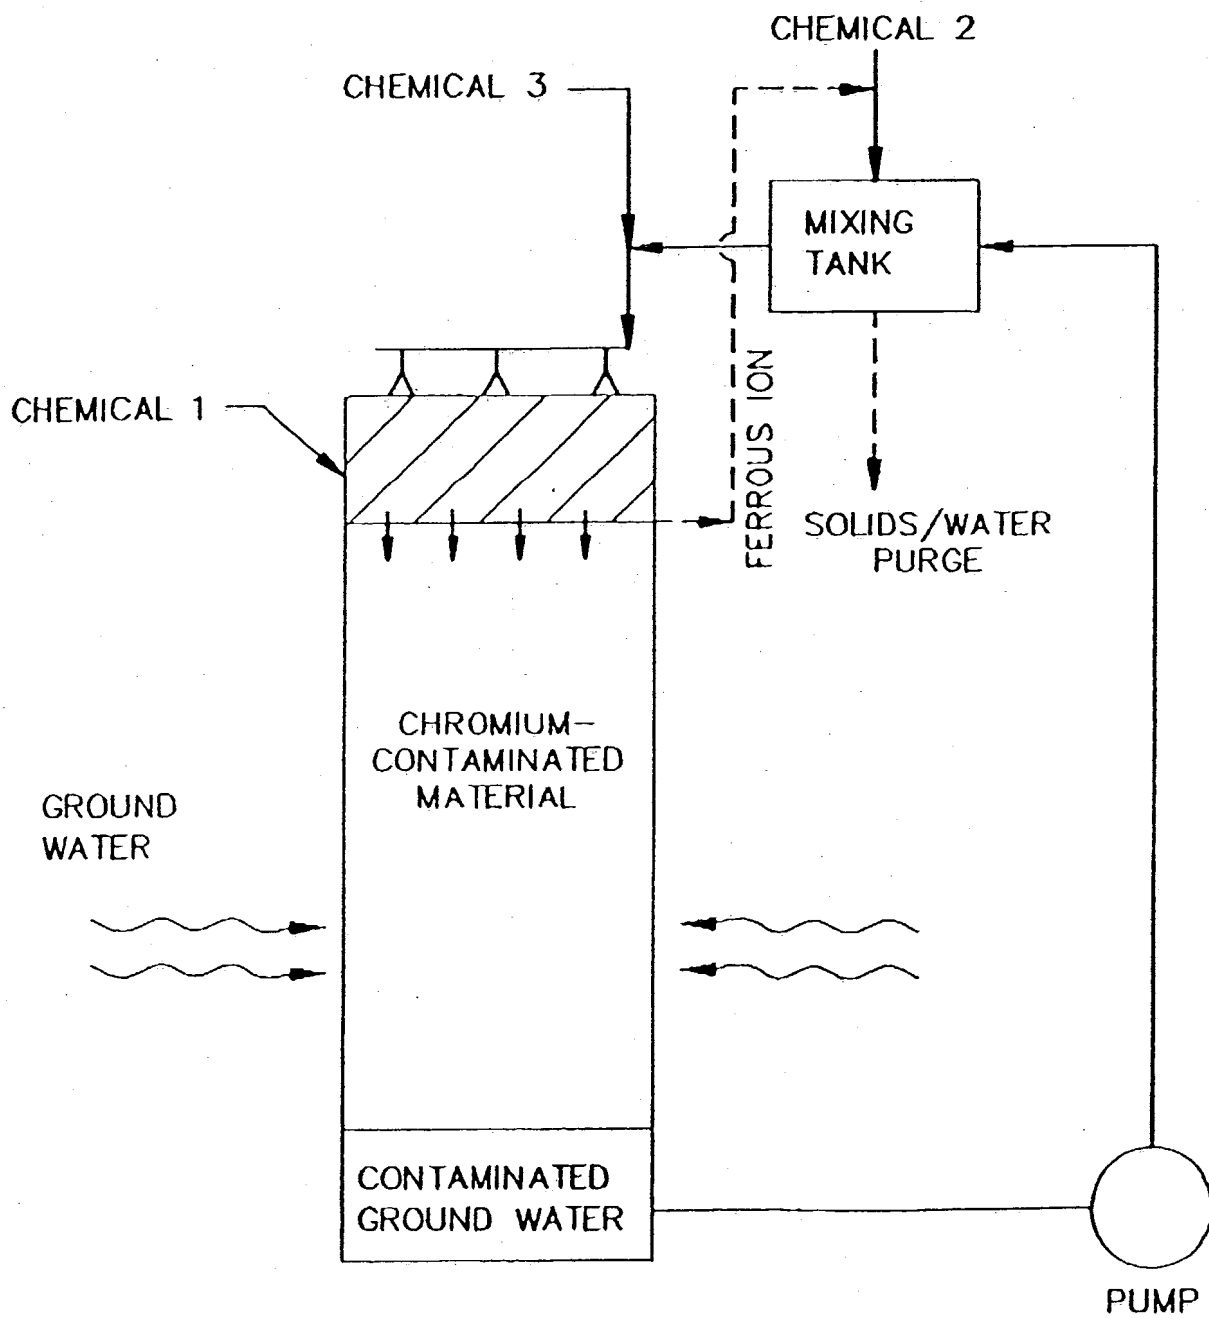 CHEMICAL 2
CHEMICAL 3
MIXING
TANK
CHEMICAL 1
FERROUS ION
SOLIDS/WATER
PURGE
CHROMIUM-
CONTAMINATED
MATERIAL
GROUND
WATER
CONTAMINATED
GROUND WATER
PUMP